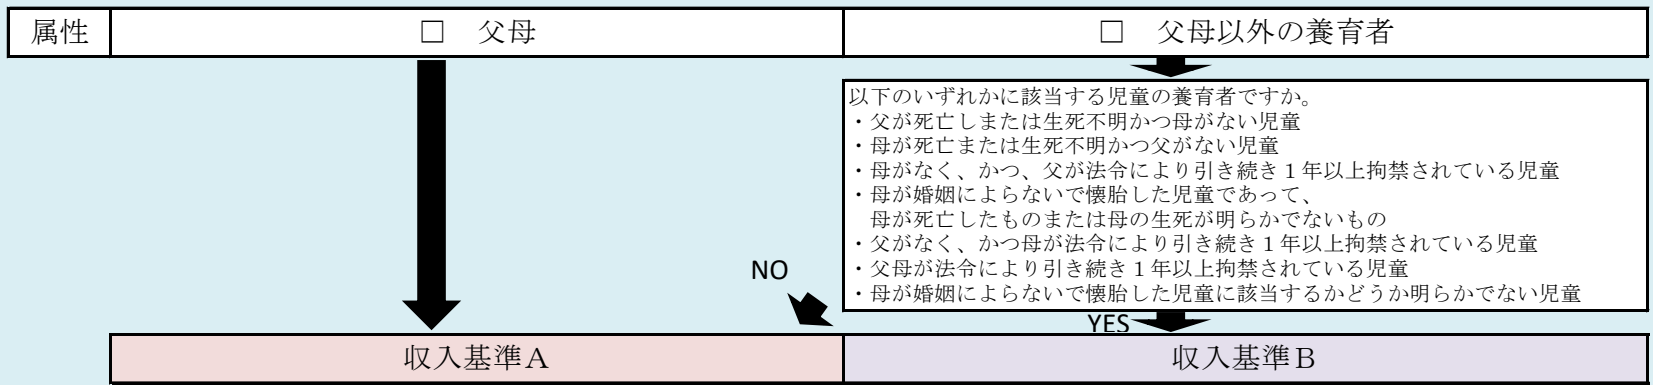 属性
□ 父母
□ 父母以外の養育者
以下のいずれかに該当する児童の養育者ですか。
・父が死亡しまたは生死不明かつ母がない児童
・母が死亡または生死不明かつ父がない児童
・母がなく、かつ、父が法令により引き続き１年以上拘禁されている児童
・母が婚姻によらないで懐胎した児童であって、
　母が死亡したものまたは母の生死が明らかでないもの
・父がなく、かつ母が法令により引き続き１年以上拘禁されている児童
・父母が法令により引き続き１年以上拘禁されている児童
・母が婚姻によらないで懐胎した児童に該当するかどうか明らかでない児童
NO
YES
収入基準Ａ
収入基準Ｂ